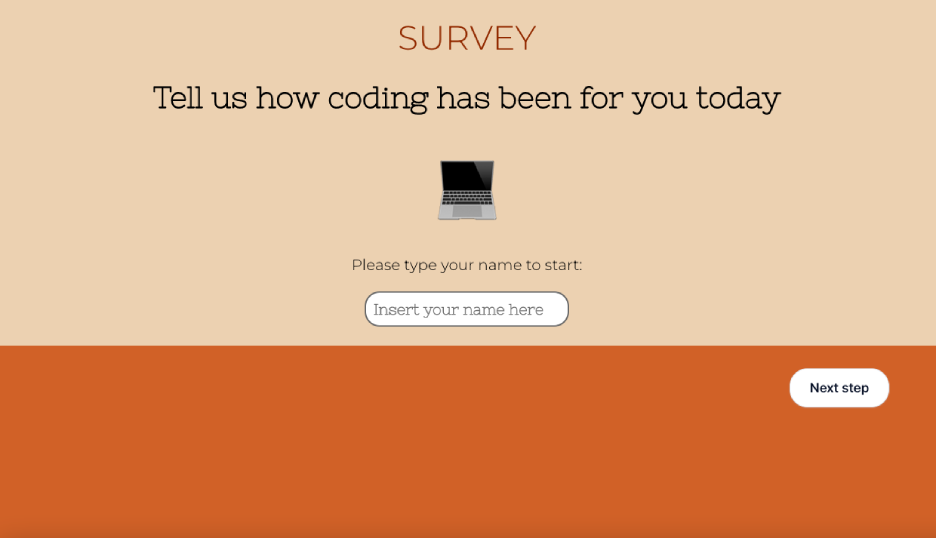 SURVEY
Tell us how coding has been for you today
Please type your name to start:
Insert your name here
Next step